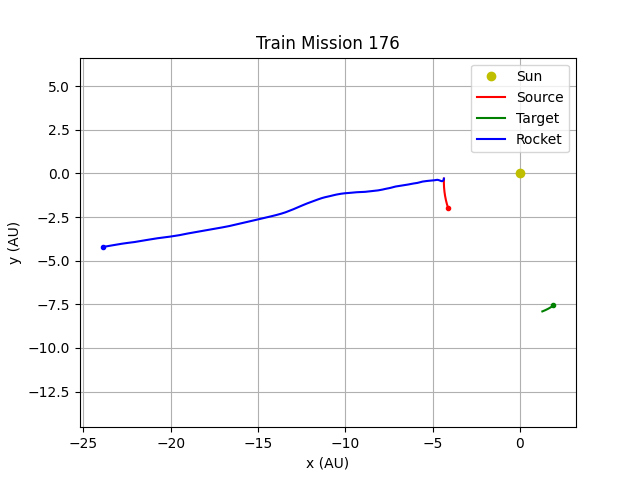 Train Mission 176
Sun
Source
Target
Rocket
5.0
2.5
0.0
−2.5
−5.0
−7.5
−10.0
−12.5
y (AU)
−25
−20
−15
−10
−5
0
x (AU)